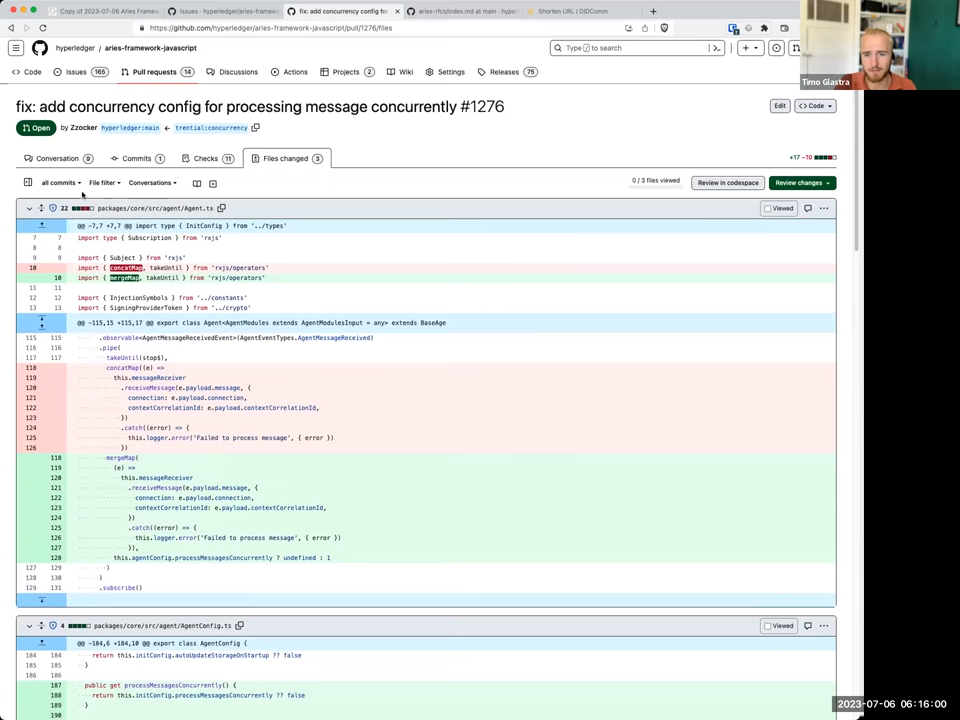 Copy of 2023-07-06 Aries Fram
Issues · hyperledger/aries-frame
fix: add concurrency config for
aries-rfcs/index.md at main · hype
Shorten URL | DIDComm
https://github.com/hyperledger/aries-framework-javascript/pull/1276/files
hyperledger / aries-framework-javascript
Type / to search
Code
Issues 165
Pull requests 14
Discussions
Actions
Projects 2
Wiki
Settings
Releases 75
Timo Glastra
fix: add concurrency config for processing message concurrently #1276
Edit
<> Code
Open
by Zzocker hyperledger:main ← trential:concurrency
Conversation 9
Commits 1
Checks 11
Files changed 3
+17 −10
all commits
File filter
Conversations
0 / 3 files viewed
Review in codespace
Review changes
22 packages/core/src/agent/Agent.ts
Viewed
@@ -7,7 +7,7 @@ import type { InitConfig } from '../types'
7 7 import type { Subscription } from 'rxjs'
8 8
9 9 import { Subject } from 'rxjs'
10 import { concatMap, takeUntil } from 'rxjs/operators'
10 import { mergeMap, takeUntil } from 'rxjs/operators'
11 11
12 12 import { InjectionSymbols } from '../constants'
13 13 import { SigningProviderToken } from '../crypto'
@@ -115,15 +115,17 @@ export class Agent<AgentModules extends AgentModulesInput = any> extends BaseAge
115 115 .observable<AgentMessageReceivedEvent>(AgentEventTypes.AgentMessageReceived)
116 116 .pipe(
117 117 takeUntil(stop$),
118 concatMap((e) =>
119 this.messageReceiver
120 .receiveMessage(e.payload.message, {
121 connection: e.payload.connection,
122 contextCorrelationId: e.payload.contextCorrelationId,
123 })
124 .catch((error) => {
125 this.logger.error('Failed to process message', { error })
126 })
118 mergeMap(
119 (e) =>
120 this.messageReceiver
121 .receiveMessage(e.payload.message, {
122 connection: e.payload.connection,
123 contextCorrelationId: e.payload.contextCorrelationId,
124 })
125 .catch((error) => {
126 this.logger.error('Failed to process message', { error })
127 }),
128 this.agentConfig.processMessagesConcurrently ? undefined : 1
127 129 )
128 130 )
129 131 .subscribe()
4 packages/core/src/agent/AgentConfig.ts
Viewed
@@ -184,6 +184,10 @@ export class AgentConfig {
184 184 return this.initConfig.autoUpdateStorageOnStartup ?? false
185 185 }
186 186
187 public get processMessagesConcurrently() {
188 return this.initConfig.processMessagesConcurrently ?? false
189 }
190
2023-07-06 06:16:00